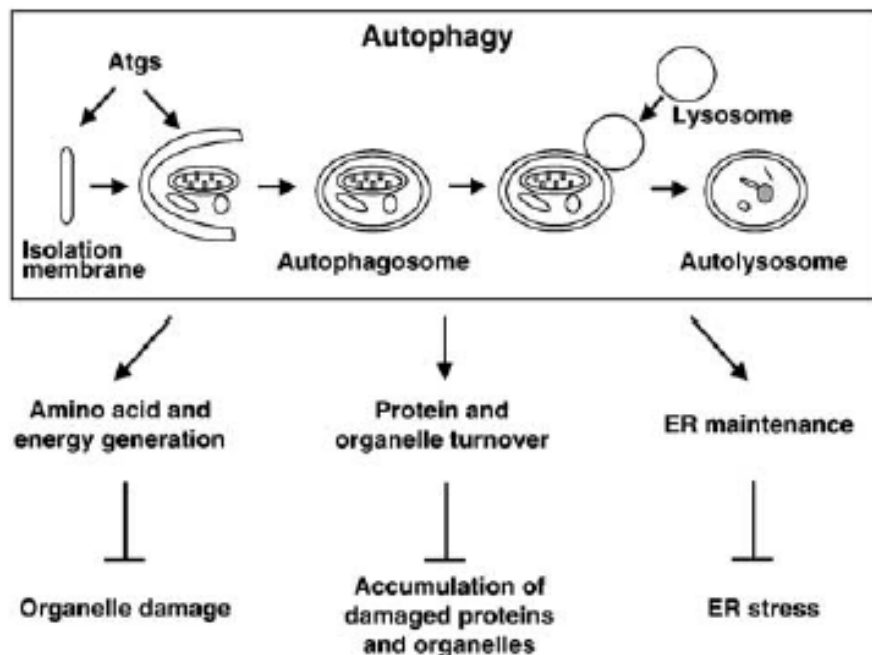 Autophagy
Atgs
Lysosome
Isolation
membrane
Autophagosome
Autolysosome
Amino acid and
energy generation
Protein and
organelle turnover
ER maintenance
Organelle damage
Accumulation of
damaged proteins
and organelles
ER stress